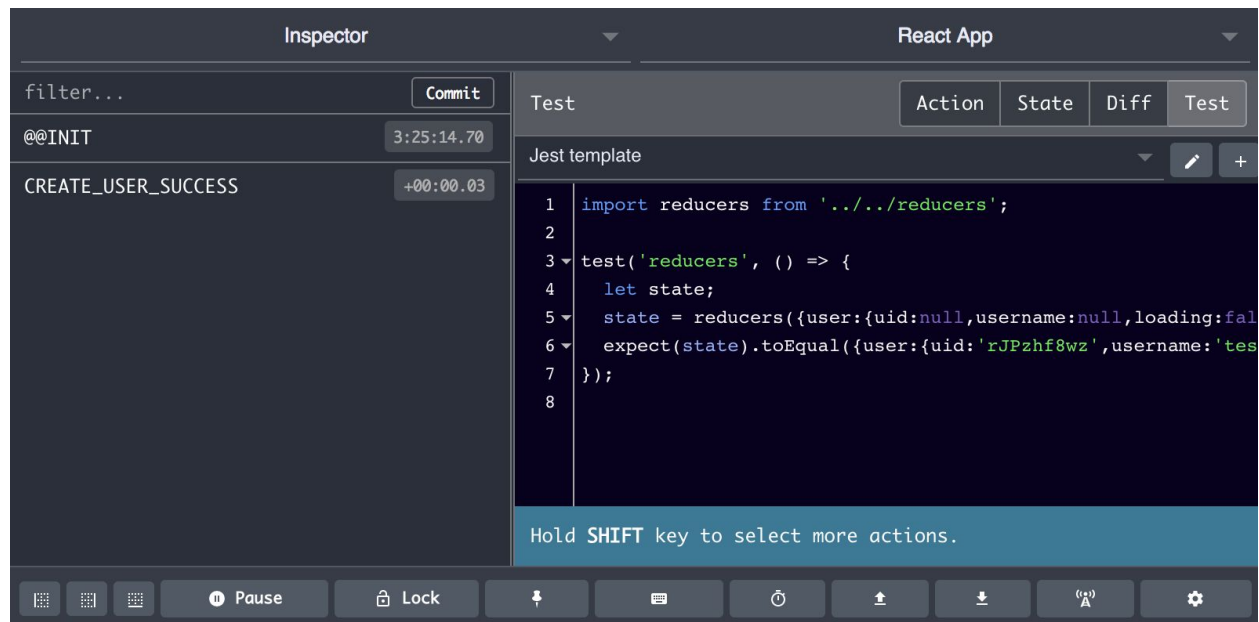 Inspector
React App
filter...
Commit
@@INIT
3:25:14.70
CREATE_USER_SUCCESS
+00:00.03
Test
Action
State
Diff
Test
Jest template
+
1 import reducers from '../../reducers';
2
3 test('reducers', () => {
4 let state;
5 state = reducers({user:{uid:null,username:null,loading:fal
6 expect(state).toEqual({user:{uid:'rJPzhf8wz',username:'tes
7 });
8
Hold SHIFT key to select more actions.
Pause
Lock